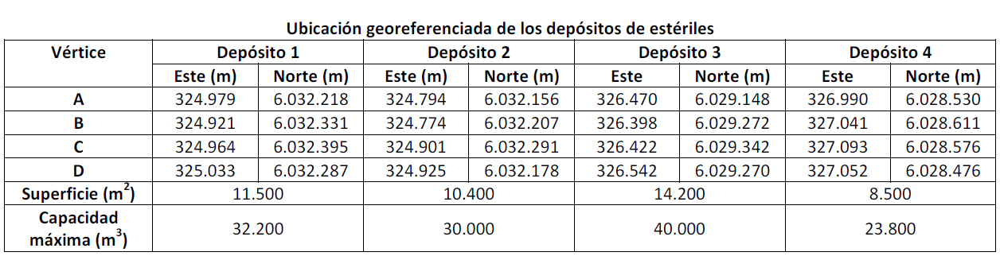 Ubicación georeferenciada de los depósitos de estériles
Vértice Depósito 1 Depósito 2 Depósito 3 Depósito 4
Este (m) Norte (m) Este (m) Norte (m) Este Norte (m) Este Norte (m)
A 324.979 6.032.218 324.794 6.032.156 326.470 6.029.148 326.990 6.028.530
B 324.921 6.032.331 324.774 6.032.207 326.398 6.029.272 327.041 6.028.611
C 324.964 6.032.395 324.901 6.032.291 326.422 6.029.342 327.093 6.028.576
D 325.033 6.032.287 324.925 6.032.178 326.542 6.029.270 327.052 6.028.476
Superficie (m²) 11.500 10.400 14.200 8.500
Capacidad
máxima (m³) 32.200 30.000 40.000 23.800